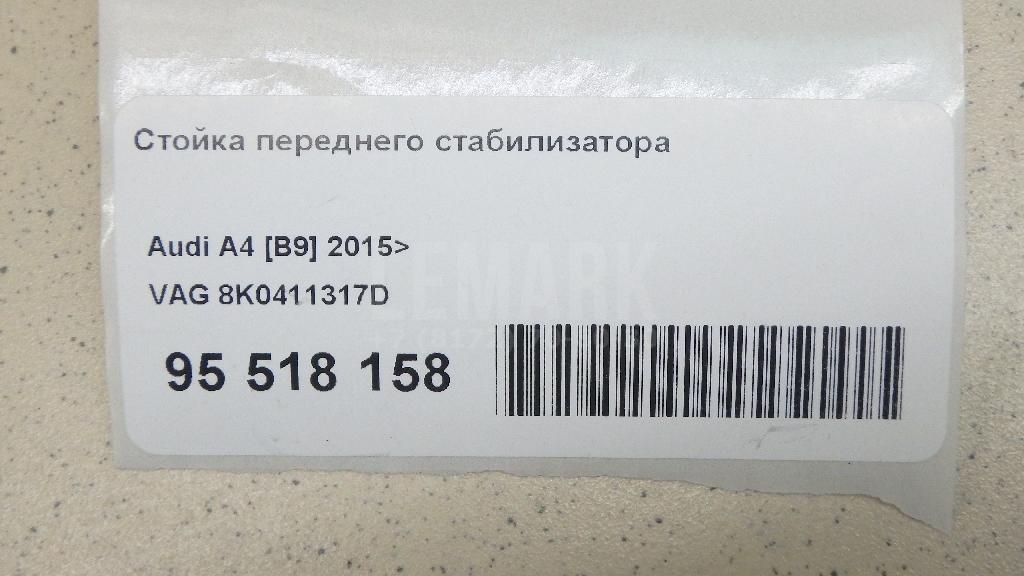 Стойка переднего стабилизатора
Audi A4 [B9] 2015>
LEMARK
VAG 8K0411317D
95 518 158